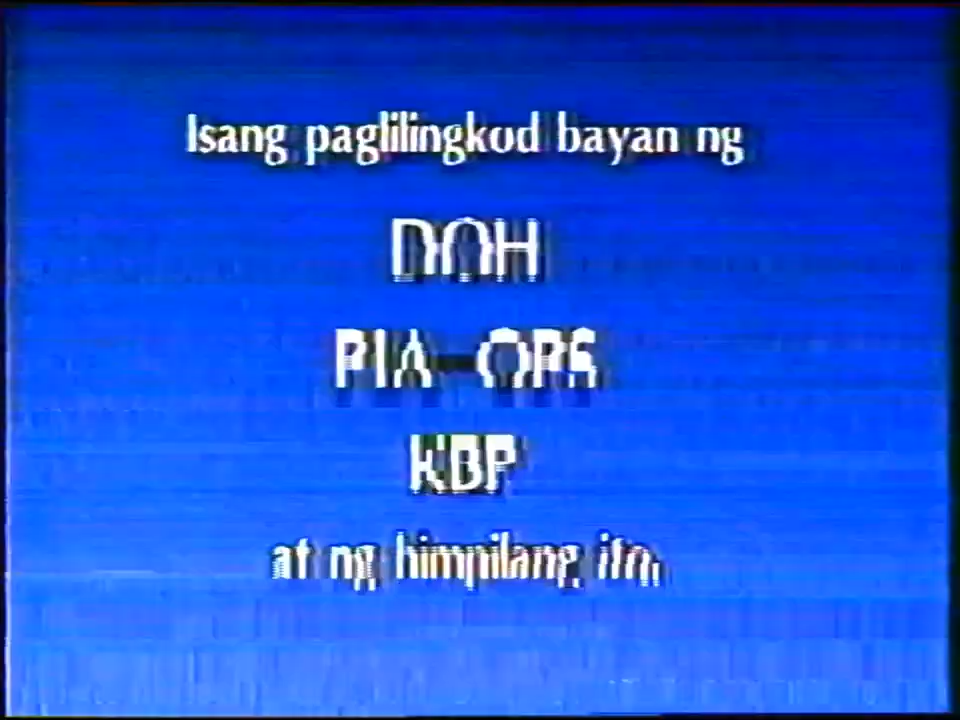 Isang paglilingkod bayan ng
DOH
PIA-OPS
KBP
at ng himpilang ito.